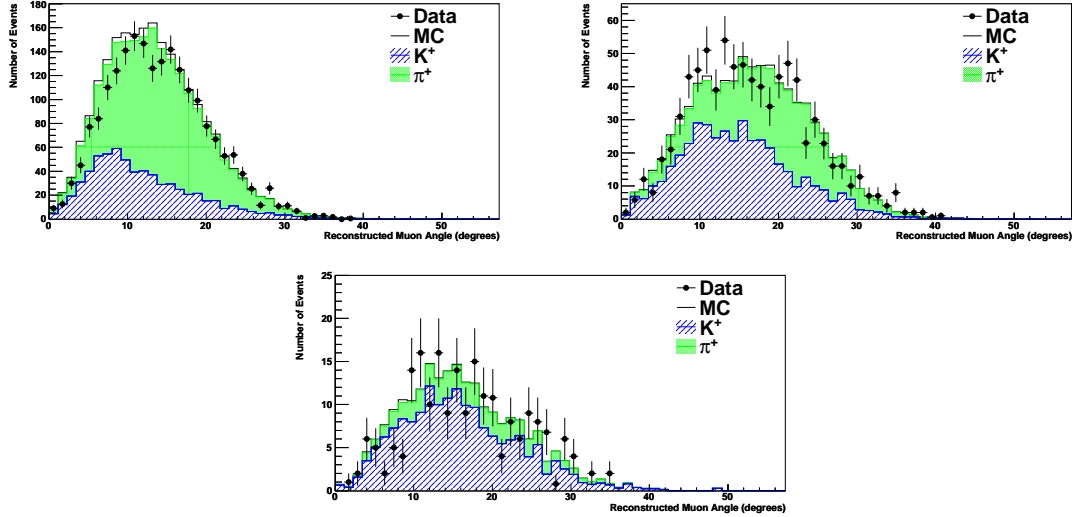 Number of Events
180
160
140
120
100
80
60
40
20
0
0 10 20 30 40 50
Reconstructed Muon Angle (degrees)
Data
MC
K+
π+
Number of Events
60
50
40
30
20
10
0
0 10 20 30 40 50
Reconstructed Muon Angle (degrees)
Data
MC
K+
π+
Number of Events
25
20
15
10
5
0
0 10 20 30 40 50
Reconstructed Muon Angle (degrees)
Data
MC
K+
π+